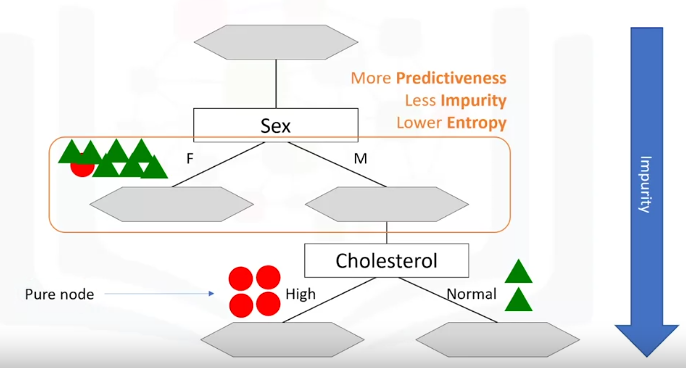 More Predictiveness
Less Impurity
Lower Entropy
Sex
F
M
Impurity
Cholesterol
Pure node
High
Normal